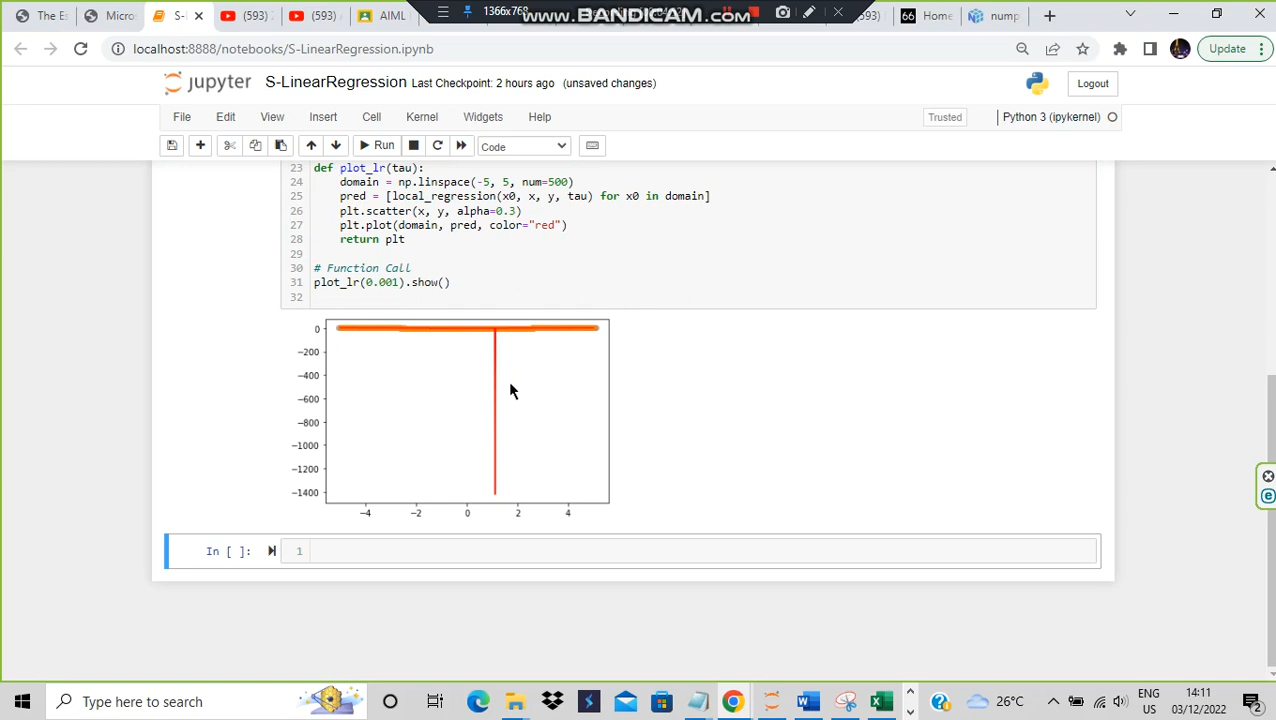 The E
Micros
S-L
(593)
(593)
AIML
1366x768
WWW.BANDICAM.COM
593)
66
Home
nump
localhost:8888/notebooks/S-LinearRegression.ipynb
Update
jupyter
S-LinearRegression Last Checkpoint: 2 hours ago (unsaved changes)
Logout
File
Edit
View
Insert
Cell
Kernel
Widgets
Help
Trusted
Python 3 (ipykernel)
Run
Code
23 def plot_lr(tau):
24 domain = np.linspace(-5, 5, num=500)
25 pred = [local_regression(x0, x, y, tau) for x0 in domain]
26 plt.scatter(x, y, alpha=0.3)
27 plt.plot(domain, pred, color="red")
28 return plt
29
30 # Function Call
31 plot_lr(0.001).show()
32
0
−200
−400
−600
−800
−1000
−1200
−1400
−4 −2 0 2 4
In [ ]:
1
Type here to search
26°C
ENG
US
14:11
03/12/2022
2